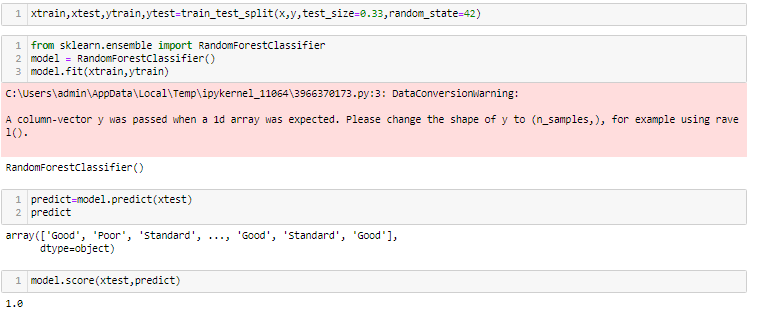 1 xtrain,xtest,ytrain,ytest=train_test_split(x,y,test_size=0.33,random_state=42)
1 from sklearn.ensemble import RandomForestClassifier
2 model = RandomForestClassifier()
3 model.fit(xtrain,ytrain)
C:\Users\admin\AppData\Local\Temp\ipykernel_11064\3966370173.py:3: DataConversionWarning:
A column-vector y was passed when a 1d array was expected. Please change the shape of y to (n_samples,), for example using rave
l().
RandomForestClassifier()
1 predict=model.predict(xtest)
2 predict
array(['Good', 'Poor', 'Standard', ..., 'Good', 'Standard', 'Good'],
dtype=object)
1 model.score(xtest,predict)
1.0